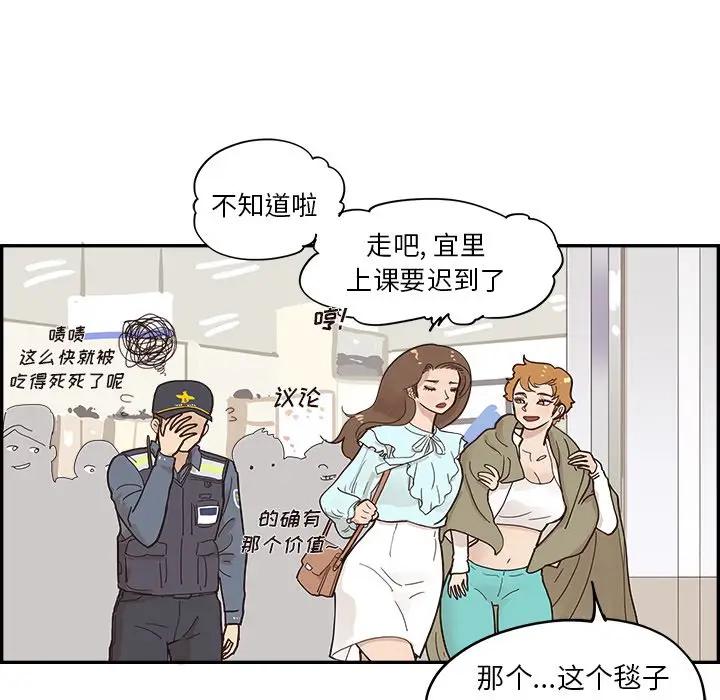 不知道啦
走吧, 宜里
上课要迟到了
哼!
啧啧
这么快就被
吃得死死了呢
议论
的确有
那个价值~
那个...这个毯子